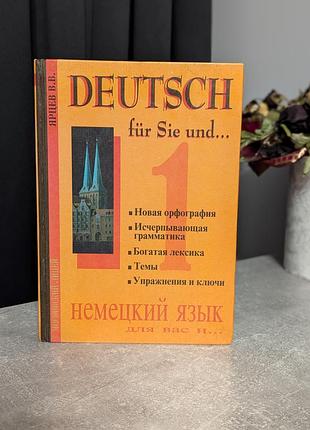 ЯРЦЕВ В.В.
DEUTSCH
für Sie und...
1
Новая орфография
Исчерпывающая
грамматика
Богатая лексика
Темы
Упражнения и ключи
немецкий язык
для вас и...